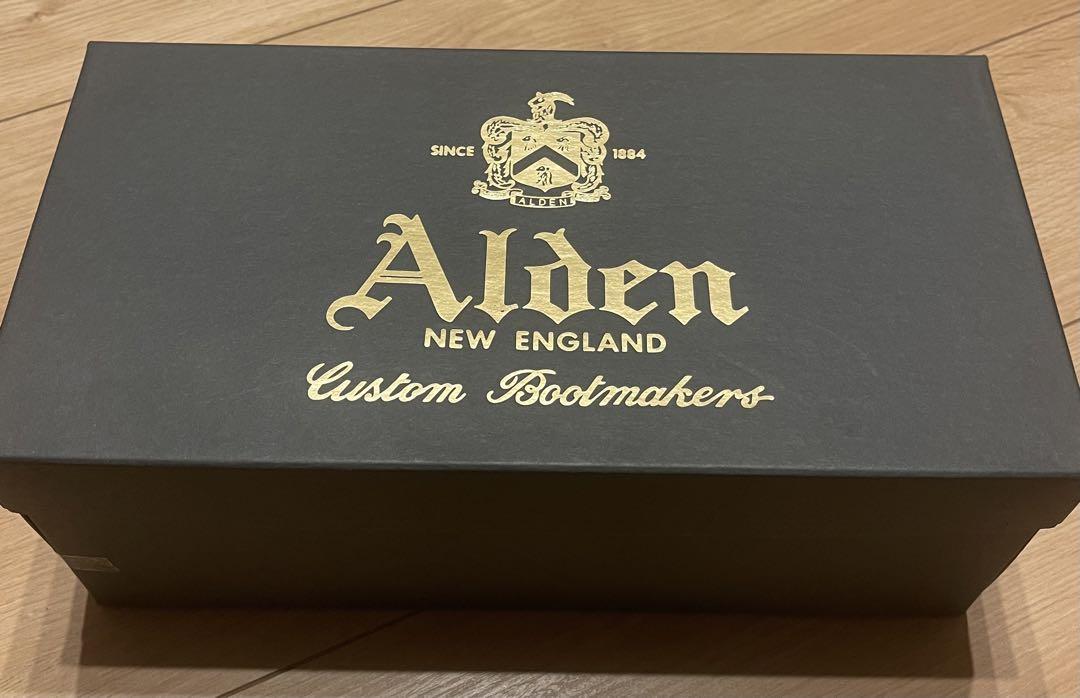 SINCE 1884
ALDEN
Alden
NEW ENGLAND
Custom Bootmakers